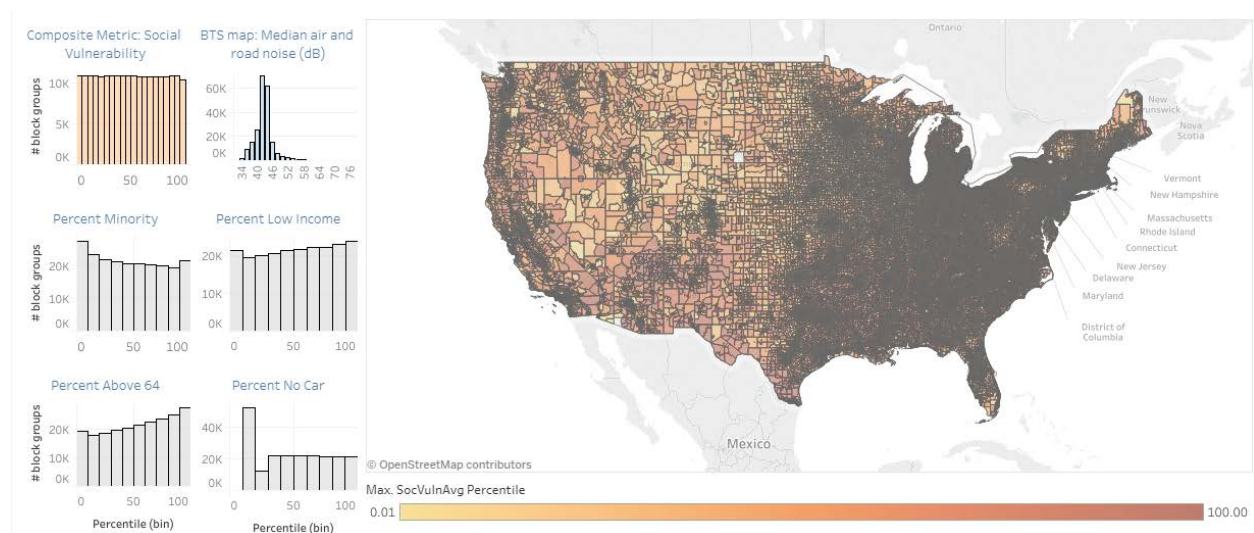 Composite Metric: Social
Vulnerability
# block groups
10K
5K
0K
0
50
100
BTS map: Median air and
road noise (dB)
60K
40K
20K
0K
34
40
46
52
58
64
70
76
Percent Minority
# block groups
20K
10K
0K
0
50
100
Percent Low Income
20K
10K
0K
0
50
100
Percent Above 64
# block groups
20K
10K
0K
0
50
100
Percentile (bin)
Percent No Car
40K
20K
0K
0
50
100
Percentile (bin)
Ontario
New
Nova
Scotia
Vermont
New Hampshire
Massachusetts
Rhode Island
Connecticut
New Jersey
Delaware
Maryland
District of
Columbia
Mexico
© OpenStreetMap contributors
Max. SocVulnAvg Percentile
0.01
100.00